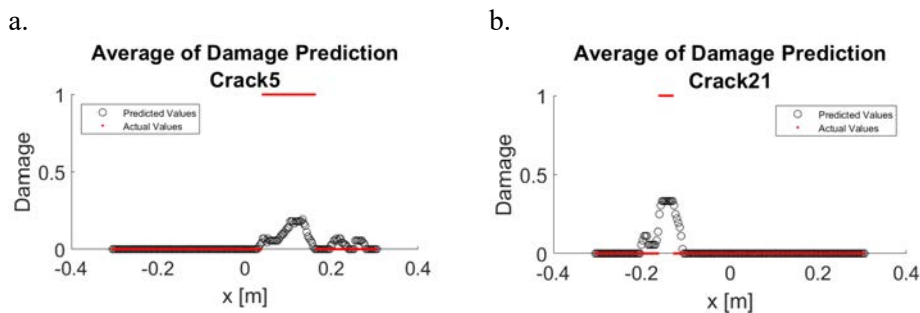 a.
Average of Damage Prediction
Crack5
1
Predicted Values
Actual Values
0.5
Damage
0
-0.4
-0.2
0
0.2
0.4
x [m]
b.
Average of Damage Prediction
Crack21
1
Predicted Values
Actual Values
0.5
Damage
0
-0.4
-0.2
0
0.2
0.4
x [m]